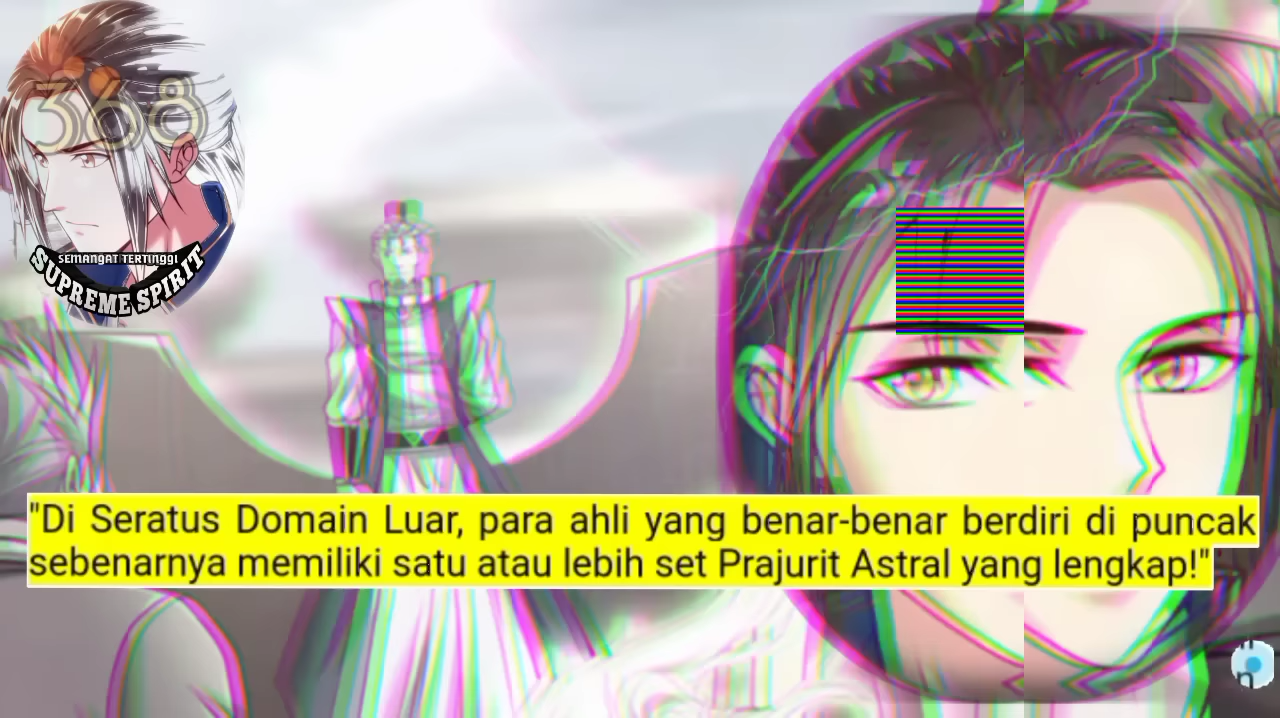 368
SEMANGAT TERTINGGI
SUPREME SPIRIT
"Di Seratus Domain Luar, para ahli yang benar-benar berdiri di puncak
sebenarnya memiliki satu atau lebih set Prajurit Astral yang lengkap!"